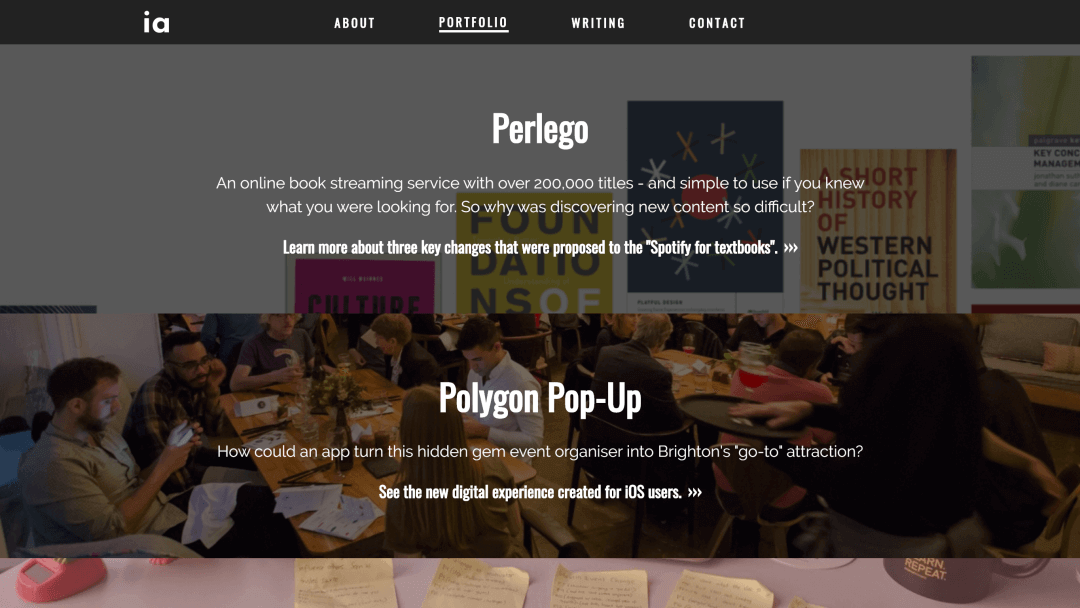 ia
ABOUT
PORTFOLIO
WRITING
CONTACT
Perlego
An online book streaming service with over 200,000 titles - and simple to use if you knew
what you were looking for. So why was discovering new content so difficult?
Learn more about three key changes that were proposed to the "Spotify for textbooks". »›
CULTURE
FOUN
DATIO
NSOF
PLAYFUL DESIGN
A SHORT
HISTORY
OF
WESTERN
POLITICAL
THOUGHT
KEY CONC
MANAGEM
Polygon Pop-Up
How could an app turn this hidden gem event organiser into Brighton's "go-to" attraction?
See the new digital experience created for iOS users. »›
LEARN.
REPEAT.